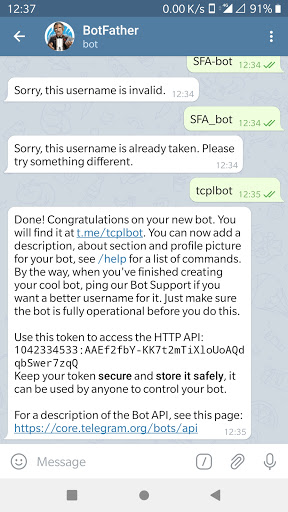 12:37
0.00 K/s
91%
BotFather
bot
SFA-bot
12:34
Sorry, this username is invalid.
12:34
SFA_bot
12:34
Sorry, this username is already taken. Please
try something different.
12:34
tcplbot
12:35
Done! Congratulations on your new bot. You
will find it at t.me/tcplbot. You can now add a
description, about section and profile picture
for your bot, see /help for a list of commands.
By the way, when you've finished creating
your cool bot, ping our Bot Support if you
want a better username for it. Just make sure
the bot is fully operational before you do this.
Use this token to access the HTTP API:
1042334533:AAEf2fbY-KK7t2mTiXloUoAQd
qbSwer7zqQ
Keep your token secure and store it safely, it
can be used by anyone to control your bot.
For a description of the Bot API, see this page:
https://core.telegram.org/bots/api
12:35
Message